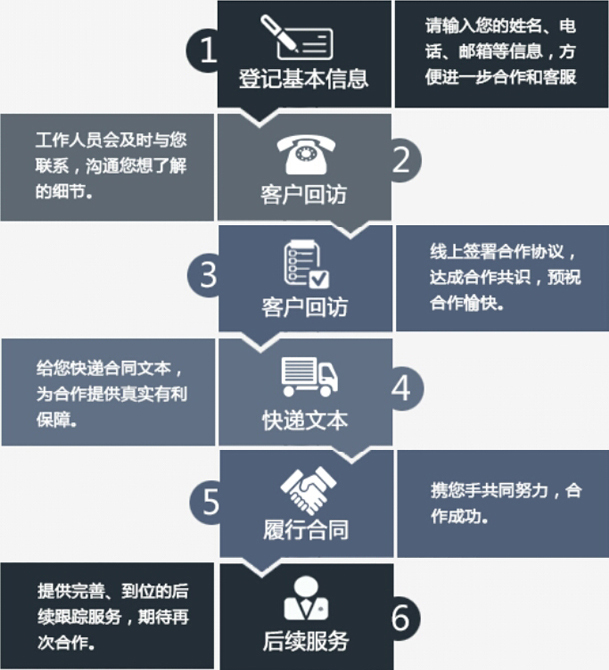 1
登记基本信息
请输入您的姓名、电
话、邮箱等信息，方
便进一步合作和客服
工作人员会及时与您
联系，沟通您想了解
的细节。
客户回访
2
3
客户回访
线上签署合作协议，
达成合作共识，预祝
合作愉快。
给您快递合同文本，
为合作提供真实有利
保障。
快递文本
4
5
履行合同
携您手共同努力，合
作成功。
提供完善、到位的后
续跟踪服务，期待再
次合作。
后续服务
6